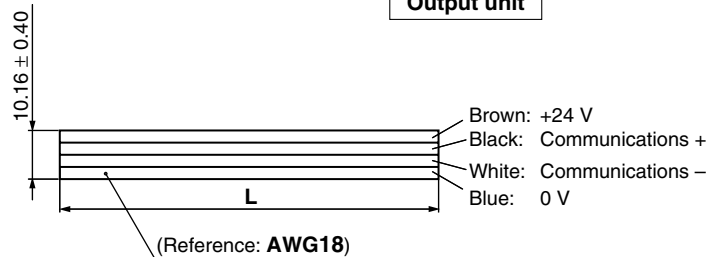 Output unit
10.16 ± 0.40
Brown: +24 V
Black: Communications +
White: Communications –
Blue: 0 V
L
(Reference: AWG18)